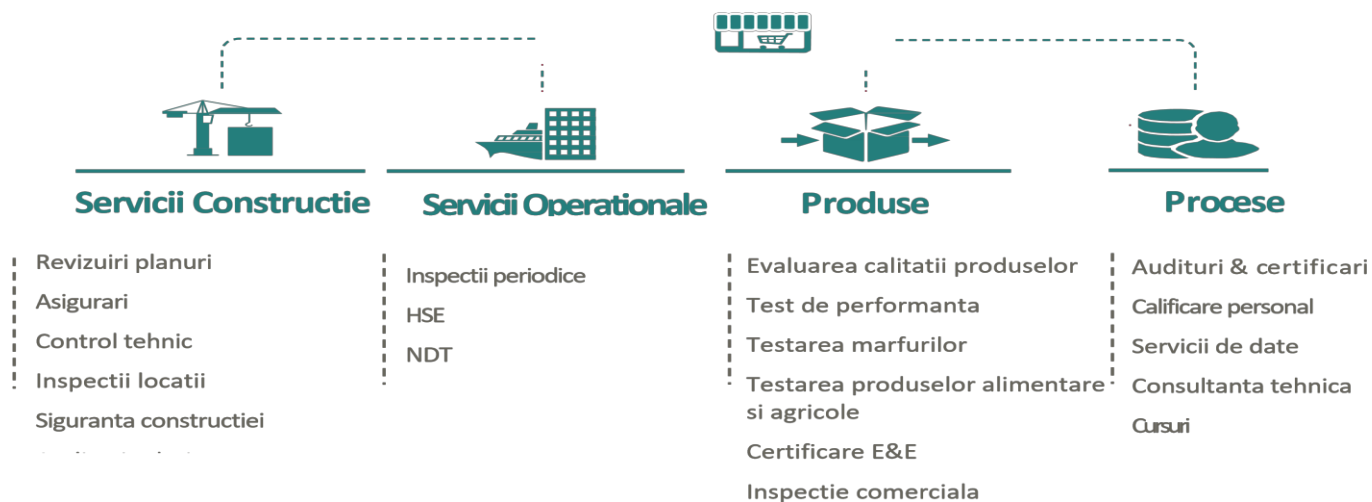 Servicii Constructie
Revizuiri planuri
Asigurari
Control tehnic
Inspectii locatii
Siguranta constructiei
Servicii Operationale
Inspectii periodice
HSE
NDT
Produse
Evaluarea calitatii produselor
Test de performanta
Testarea marfurilor
Testarea produselor alimentare
si agricole
Certificare E&E
Inspectie comerciala
Procese
Audituri & certificari
Calificare personal
Servicii de date
Consultanta tehnica
Cursuri